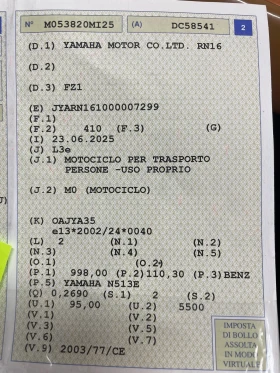 N° M053820MI25 (A) DC58541 2
(D.1) YAMAHA MOTOR CO.LTD. RN16
(D.2)
(D.3) FZ1
(E) JYARN161000007299
(F.1)
(F.2) 410 (F.3) (G)
(I) 23.06.2025
(J) L3e
(J.1) MOTOCICLO PER TRASPORTO
PERSONE -USO PROPRIO
(J.2) M0 (MOTOCICLO)
(K) OAJYA35
e13*2002/24*0040
(L) 2 (N.1) (N.2)
(N.3) (N.4) (N.5)
(O.1) (O.2)
(P.1) 998,00 (P.2)110,30 (P.3)BENZ
(P.5) YAMAHA N513E
(Q) 0,2690 (S.1) 2 (S.2)
(U.1) 95,00 (U.2) 5500
(V.1) (V.2)
(V.3) (V.5)
(V.6) (V.7)
(V.9) 2003/77/CE
IMPOSTA
DI BOLLO
ASSOLTA
IN MODO
VIRTUALE